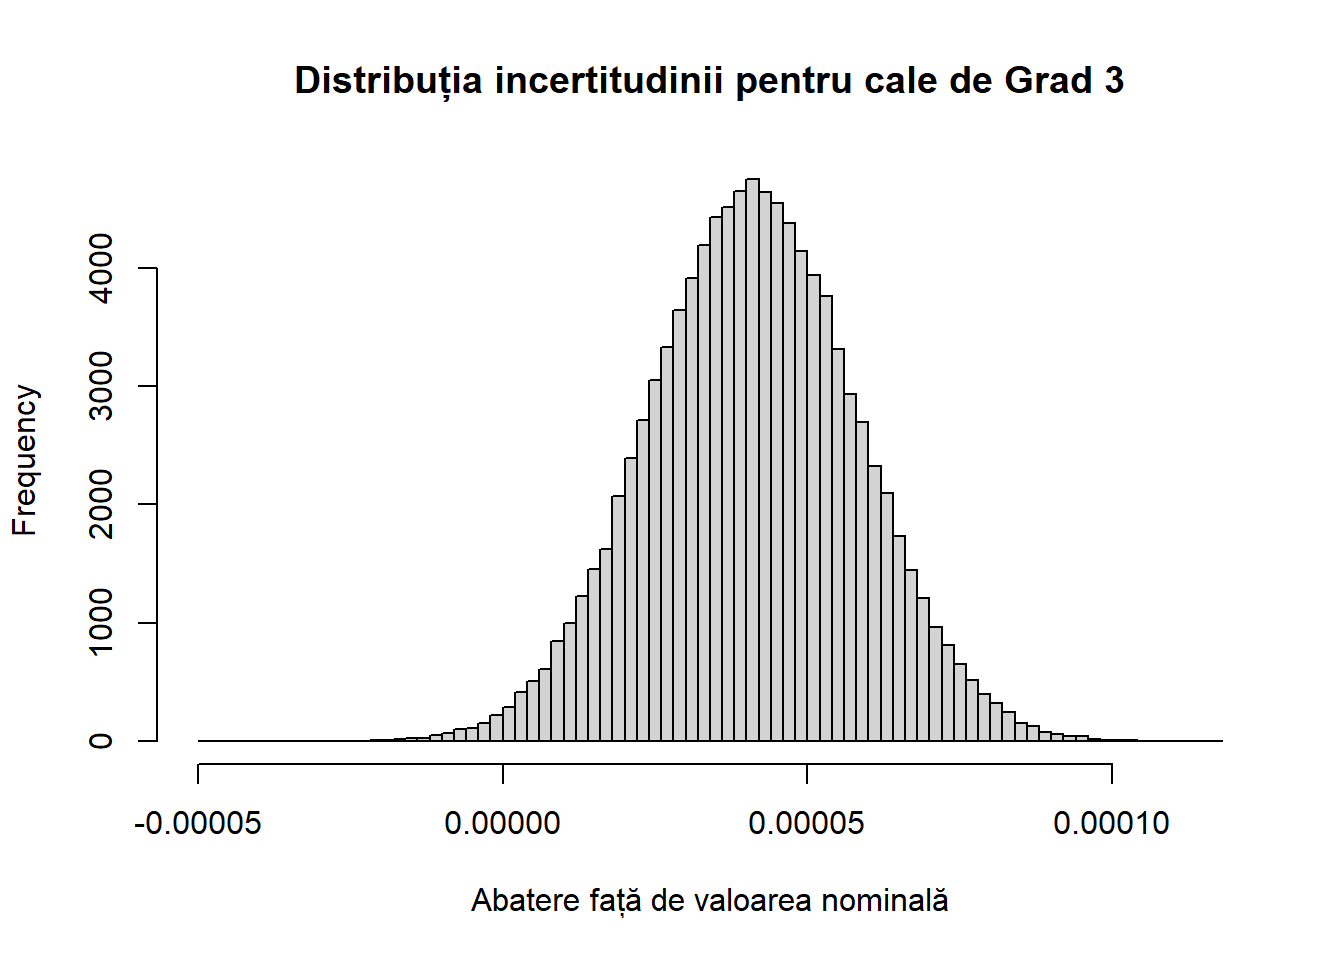 Distribuția incertitudinii pentru cale de Grad 3
Frequency
4000
3000
2000
1000
0
-0.00005 0.00000 0.00005 0.00010
Abatere față de valoarea nominală